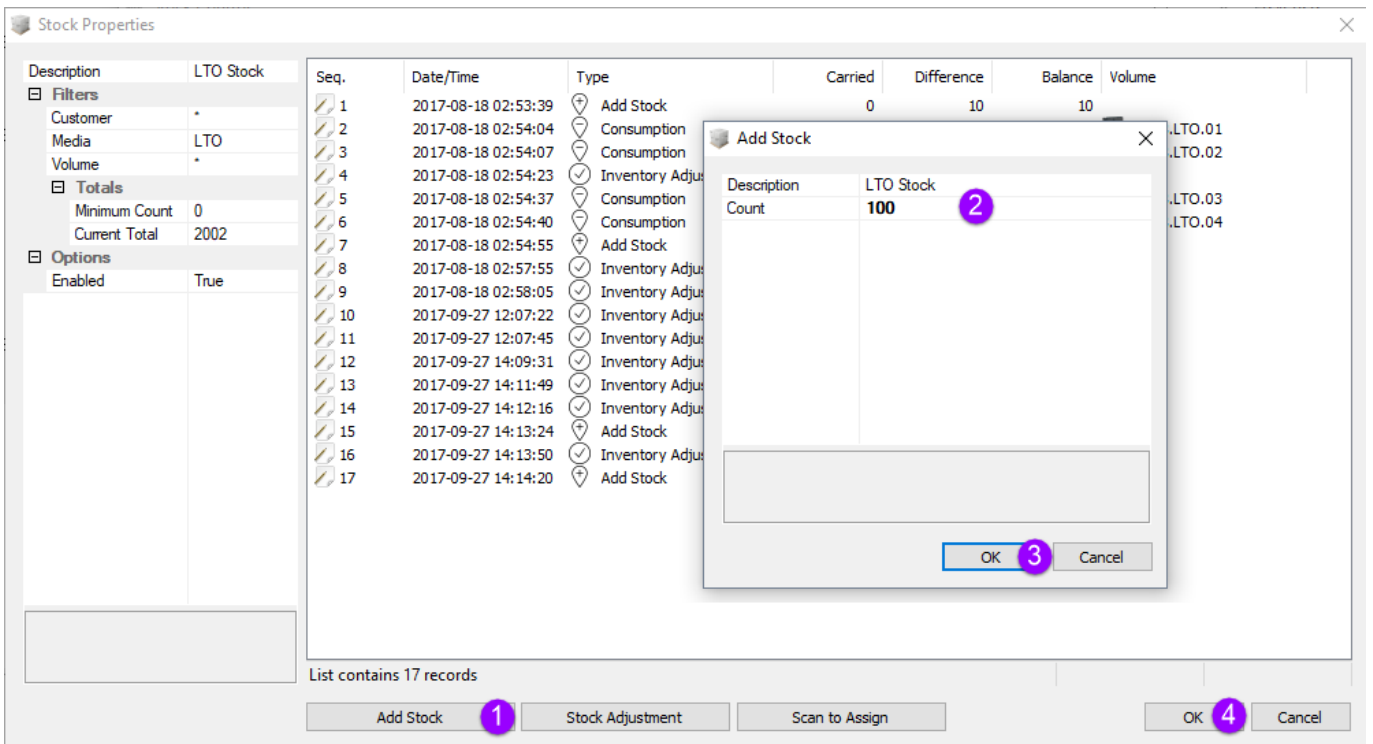 Stock Properties
Description LTO Stock
Filters
Customer *
Media LTO
Volume *
Totals
Minimum Count 0
Current Total 2002
Options
Enabled True
Seq. Date/Time Type Carried Difference Balance Volume
1 2017-08-18 02:53:39 Add Stock 0 10 10
2 2017-08-18 02:54:04 Consumption .LTO.01
3 2017-08-18 02:54:07 Consumption .LTO.02
4 2017-08-18 02:54:23 Inventory Adju
5 2017-08-18 02:54:37 Consumption .LTO.03
6 2017-08-18 02:54:40 Consumption .LTO.04
7 2017-08-18 02:54:55 Add Stock
8 2017-08-18 02:57:55 Inventory Adju
9 2017-08-18 02:58:05 Inventory Adju
10 2017-09-27 12:07:22 Inventory Adju
11 2017-09-27 12:07:45 Inventory Adju
12 2017-09-27 14:09:31 Inventory Adju
13 2017-09-27 14:11:49 Inventory Adju
14 2017-09-27 14:12:16 Inventory Adju
15 2017-09-27 14:13:24 Add Stock
16 2017-09-27 14:13:50 Inventory Adju
17 2017-09-27 14:14:20 Add Stock
Add Stock
Description LTO Stock
Count 100 2
OK 3 Cancel
List contains 17 records
Add Stock 1 Stock Adjustment Scan to Assign OK 4 Cancel